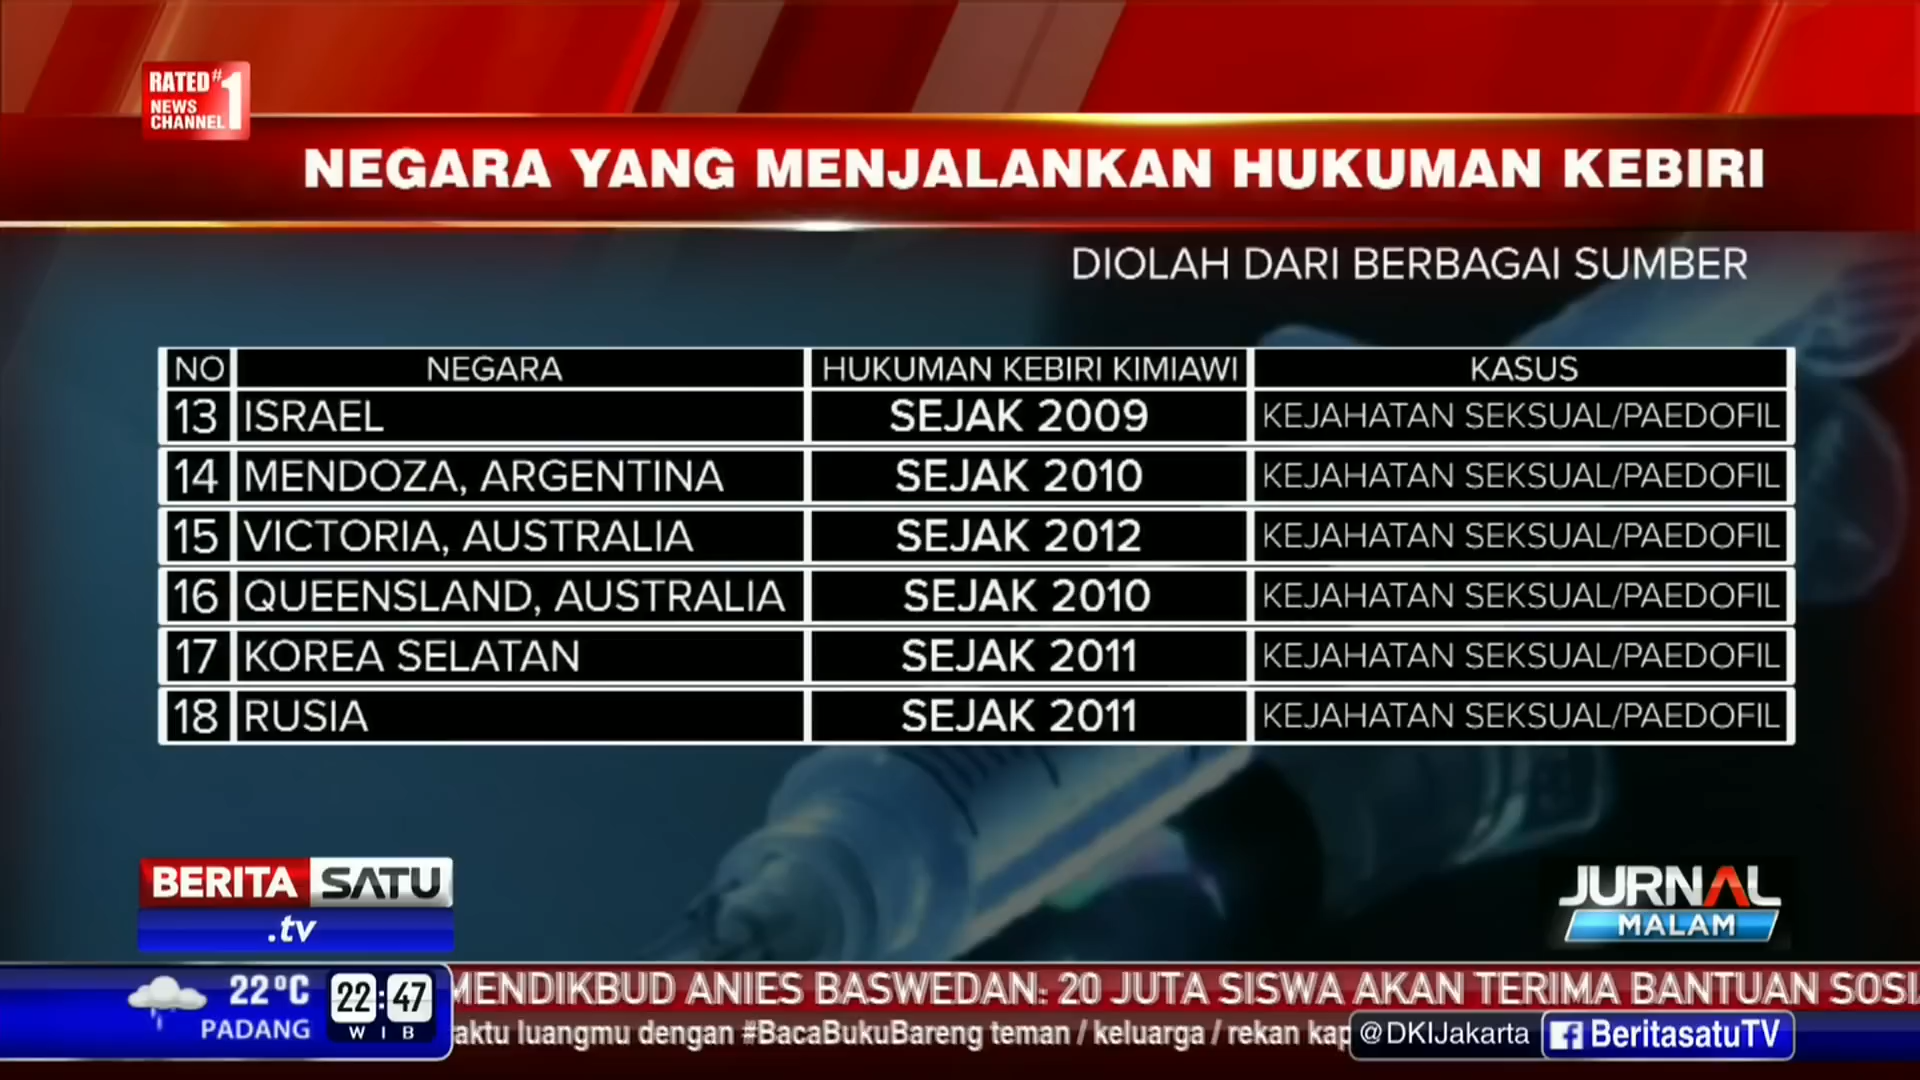 RATED #1
NEWS
CHANNEL
NEGARA YANG MENJALANKAN HUKUMAN KEBIRI
DIOLAH DARI BERBAGAI SUMBER
NO NEGARA HUKUMAN KEBIRI KIMIAWI KASUS
13 ISRAEL SEJAK 2009 KEJAHATAN SEKSUAL/PAEDOFIL
14 MENDOZA, ARGENTINA SEJAK 2010 KEJAHATAN SEKSUAL/PAEDOFIL
15 VICTORIA, AUSTRALIA SEJAK 2012 KEJAHATAN SEKSUAL/PAEDOFIL
16 QUEENSLAND, AUSTRALIA SEJAK 2010 KEJAHATAN SEKSUAL/PAEDOFIL
17 KOREA SELATAN SEJAK 2011 KEJAHATAN SEKSUAL/PAEDOFIL
18 RUSIA SEJAK 2011 KEJAHATAN SEKSUAL/PAEDOFIL
BERITA SATU
.tv
JURNAL
MALAM
22°C
PADANG
22:47
WIB
MENDIKBUD ANIES BASWEDAN: 20 JUTA SISWA AKAN TERIMA BANTUAN SOSI
aktu luangmu dengan #BacaBukuBareng teman / keluarga / rekan kap
@DKIJakarta
BeritasatuTV